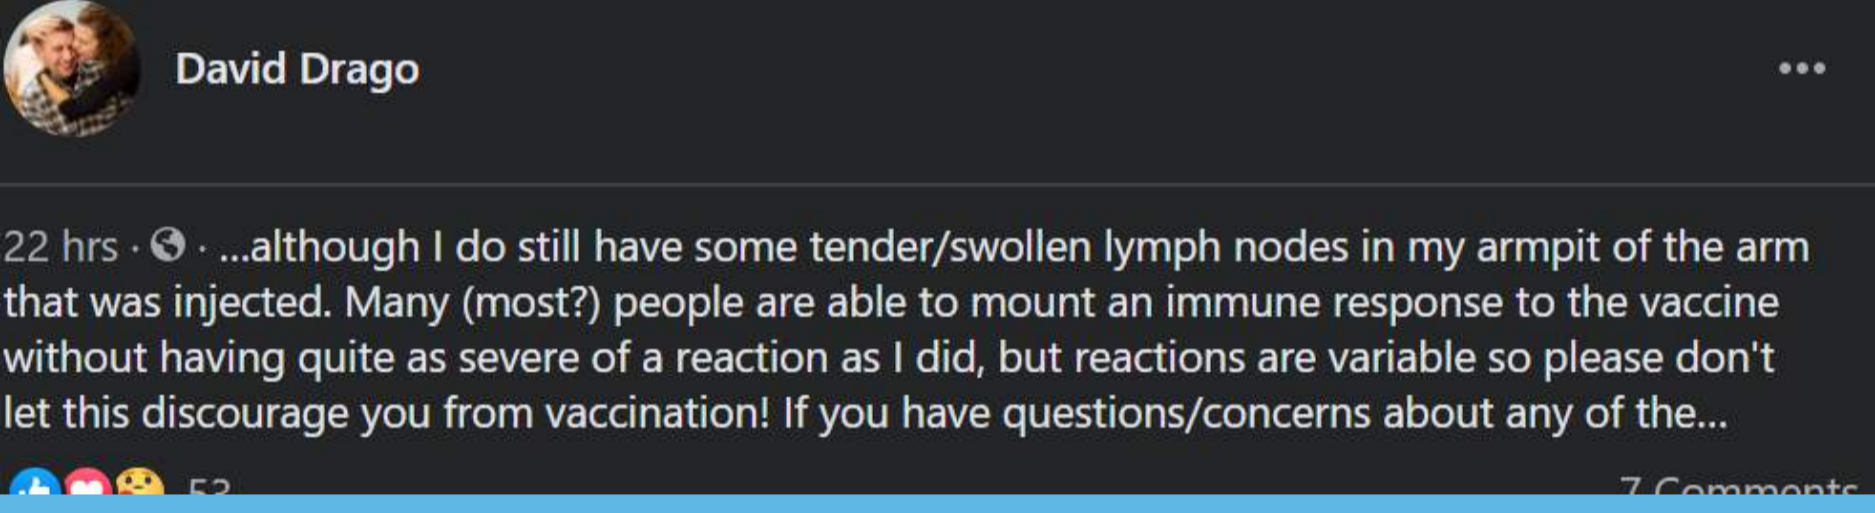 David Drago
22 hrs · · ...although I do still have some tender/swollen lymph nodes in my armpit of the arm
that was injected. Many (most?) people are able to mount an immune response to the vaccine
without having quite as severe of a reaction as I did, but reactions are variable so please don't
let this discourage you from vaccination! If you have questions/concerns about any of the...
53
7 Comments